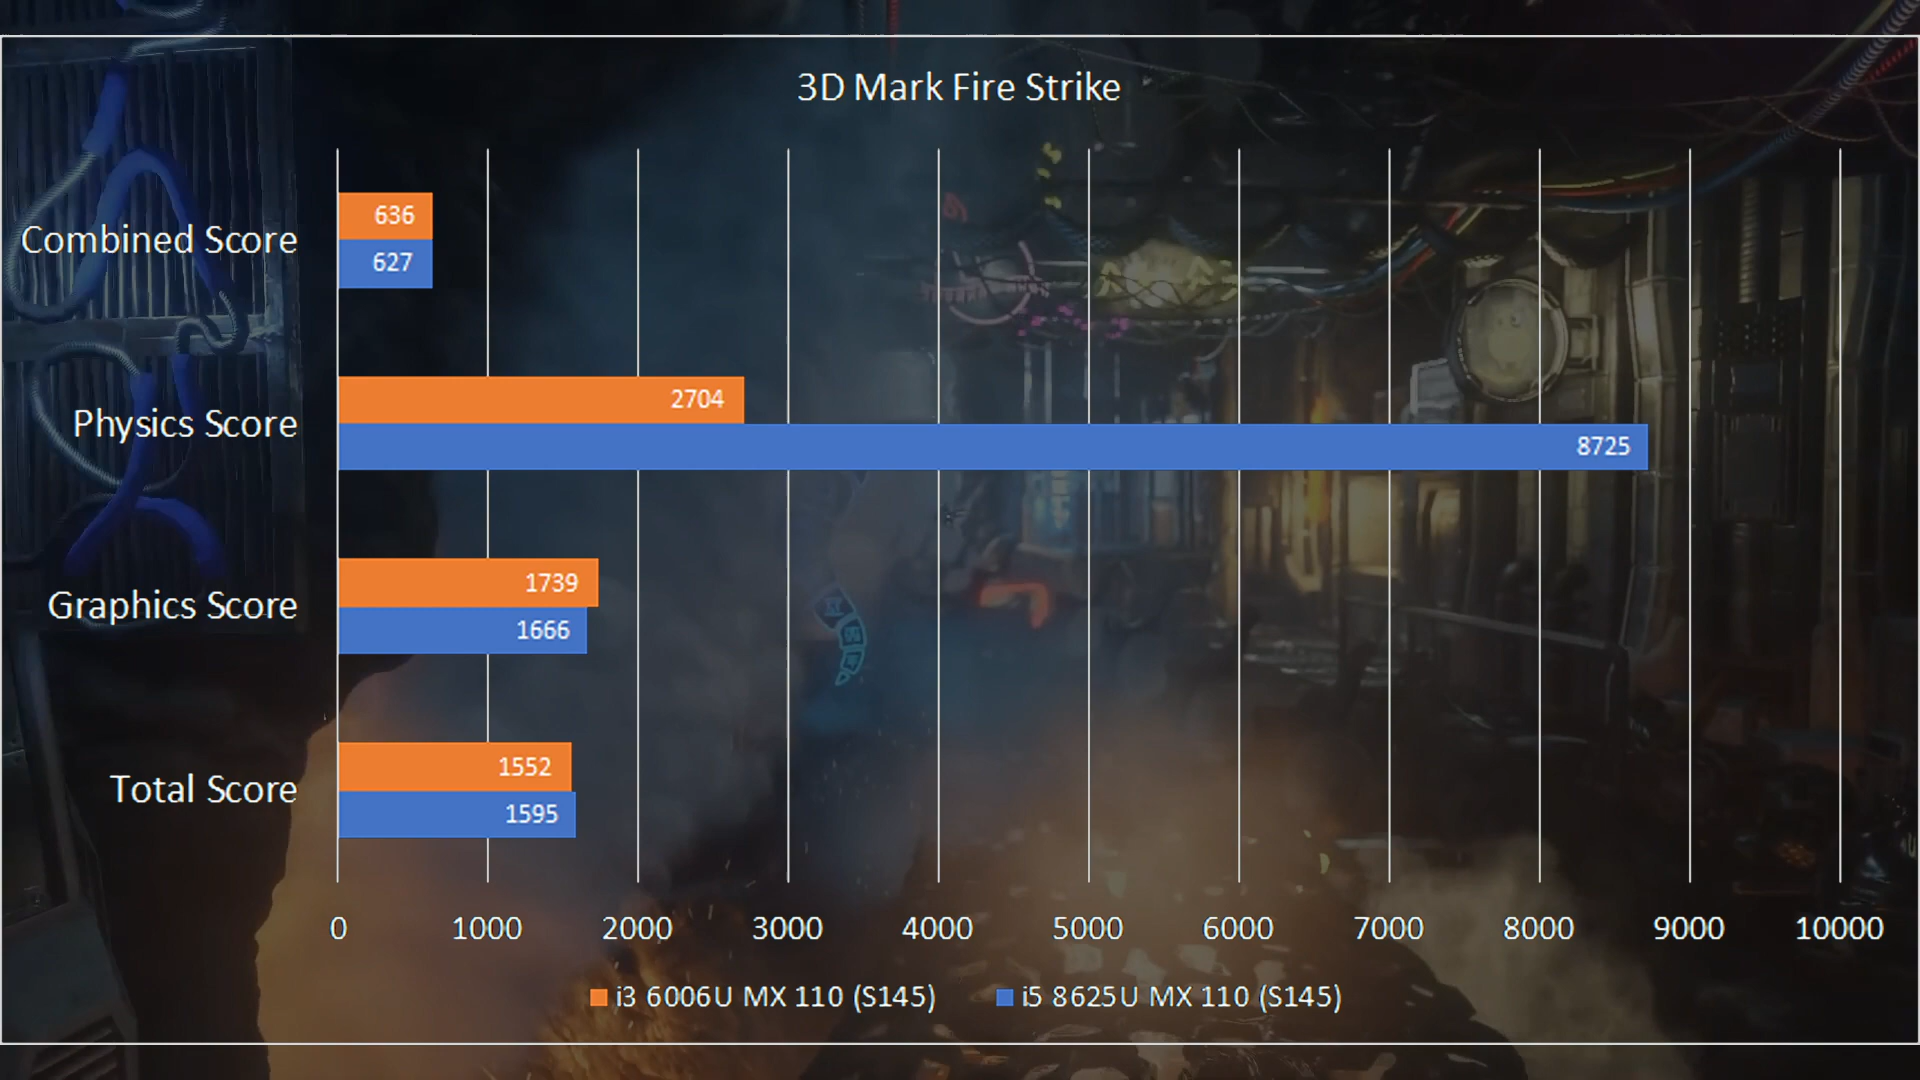 3D Mark Fire Strike
Combined Score
636
627
Physics Score
2704
8725
Graphics Score
1739
1666
Total Score
1552
1595
0 1000 2000 3000 4000 5000 6000 7000 8000 9000 10000
i3 6006U MX 110 (S145) i5 8625U MX 110 (S145)